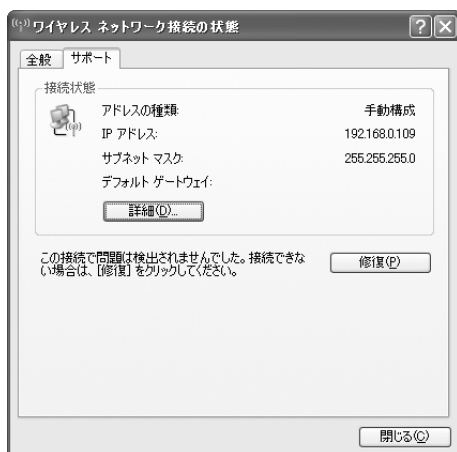 ワイヤレス ネットワーク接続の状態
全般 サポート
接続状態
アドレスの種類: 手動構成
IP アドレス: 192.168.0.109
サブネット マスク: 255.255.255.0
デフォルト ゲートウェイ:
詳細(D)...
この接続で問題は検出されませんでした。接続できな
い場合は、[修復] をクリックしてください。
修復(P)
閉じる(C)